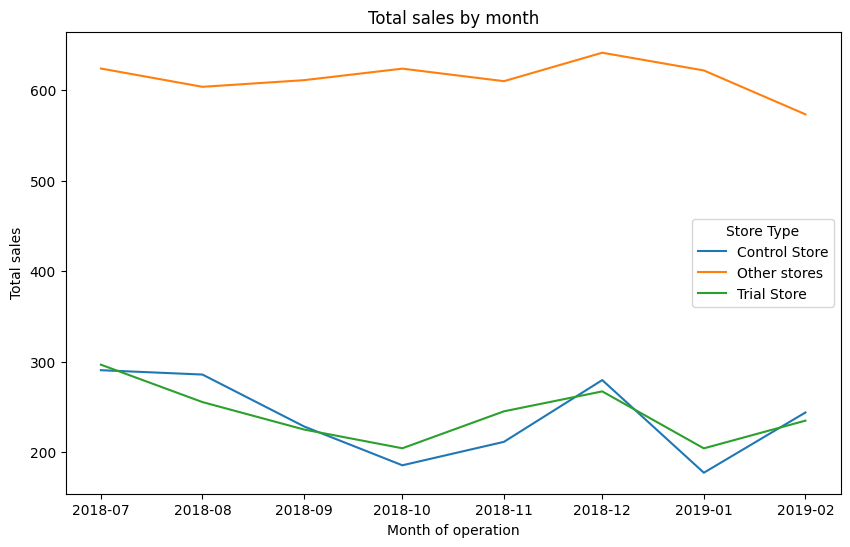 Total sales by month
Total sales
600
500
400
300
200
Store Type
Control Store
Other stores
Trial Store
2018-07 2018-08 2018-09 2018-10 2018-11 2018-12 2019-01 2019-02
Month of operation